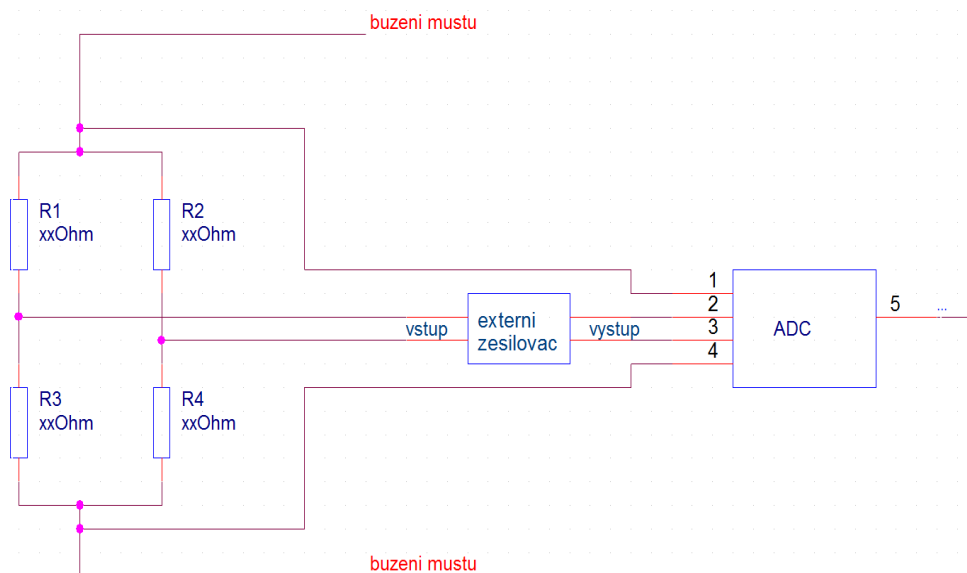 buzeni mustu
R1
xxOhm
R2
xxOhm
1
2
3
4
vstup
externi
zesilovac
vystup
ADC
5
...
R3
xxOhm
R4
xxOhm
buzeni mustu